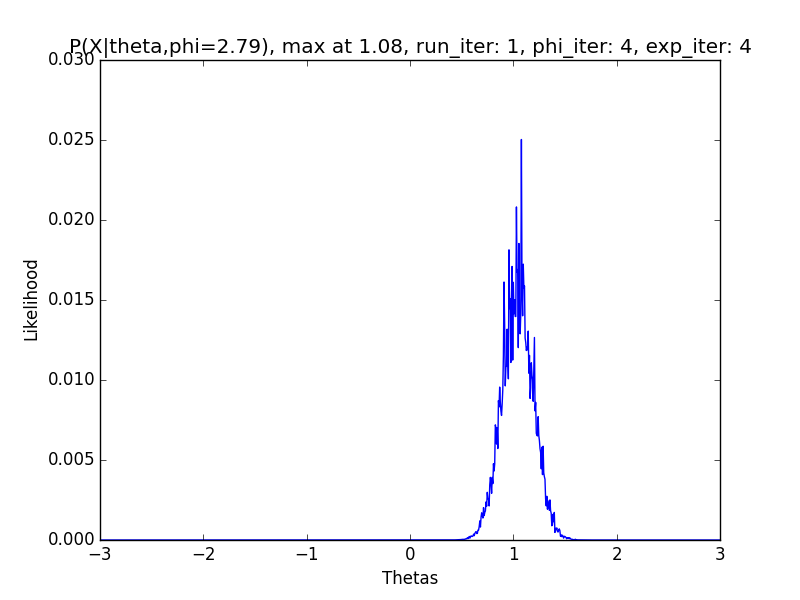 P(X|theta,phi=2.79), max at 1.08, run_iter: 1, phi_iter: 4, exp_iter: 4
0.030
0.025
0.020
0.015
0.010
0.005
0.000
Likelihood
−3 −2 −1 0 1 2 3
Thetas